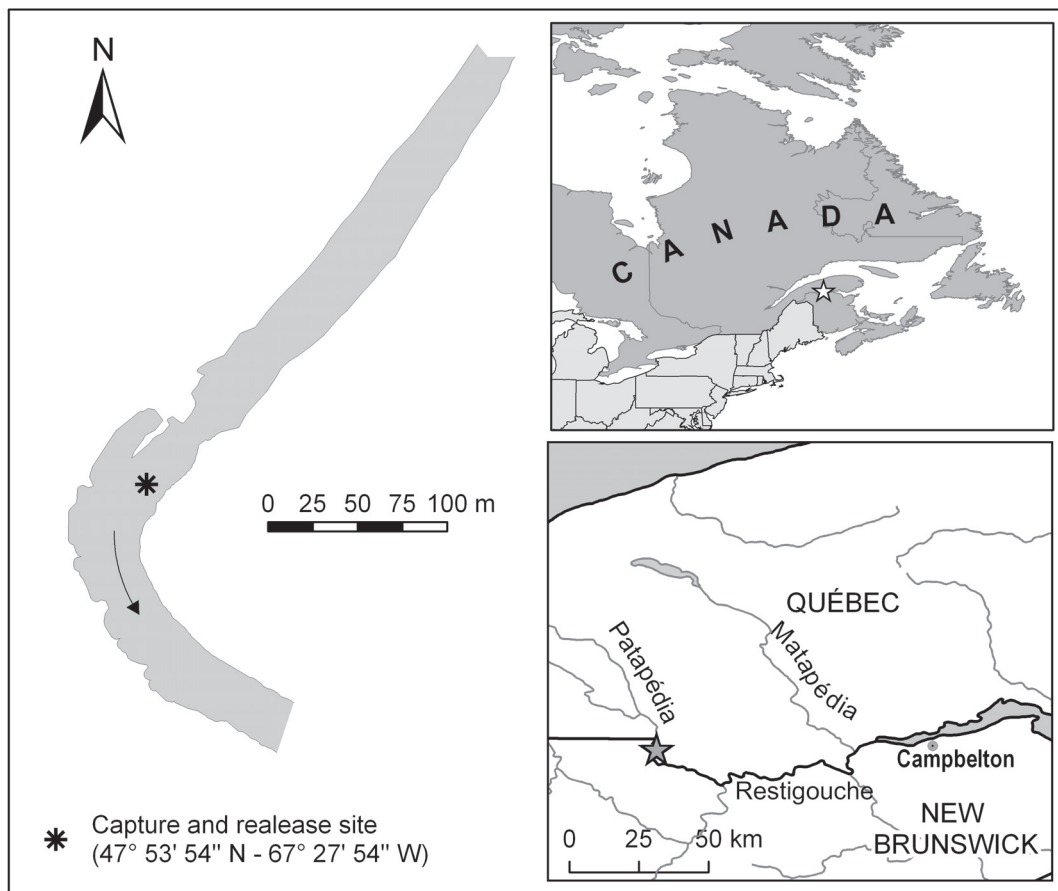 N
0 25 50 75 100 m
Capture and realease site
(47° 53' 54" N - 67° 27' 54" W)
CANADA
QUÉBEC
Patapédia
Matapédia
Campbelton
Restigouche
NEW
BRUNSWICK
0 25 50 km